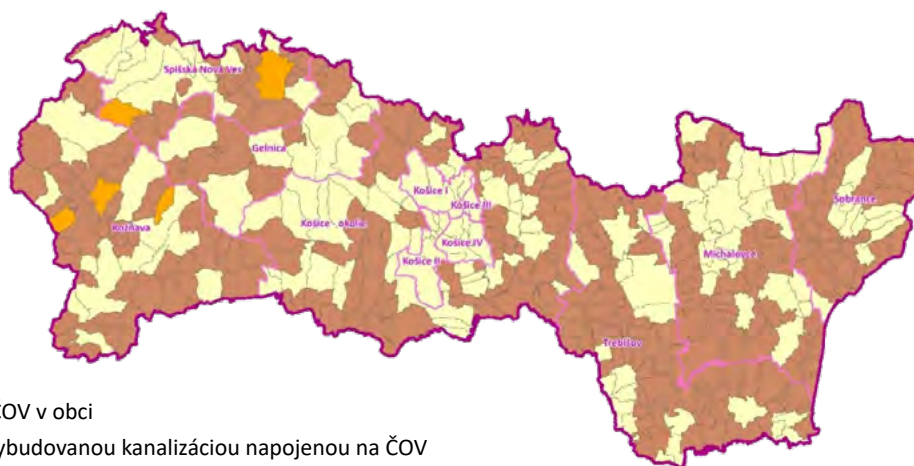 Spišská Nová Ves
Gelnica
Košice I
Košice III
Košice - okolie
Rožňava
Košice IV
Košice II
Sobrance
Michalovce
Trebišov
ČOV v obci
ybudovanou kanalizáciou napojenou na ČOV